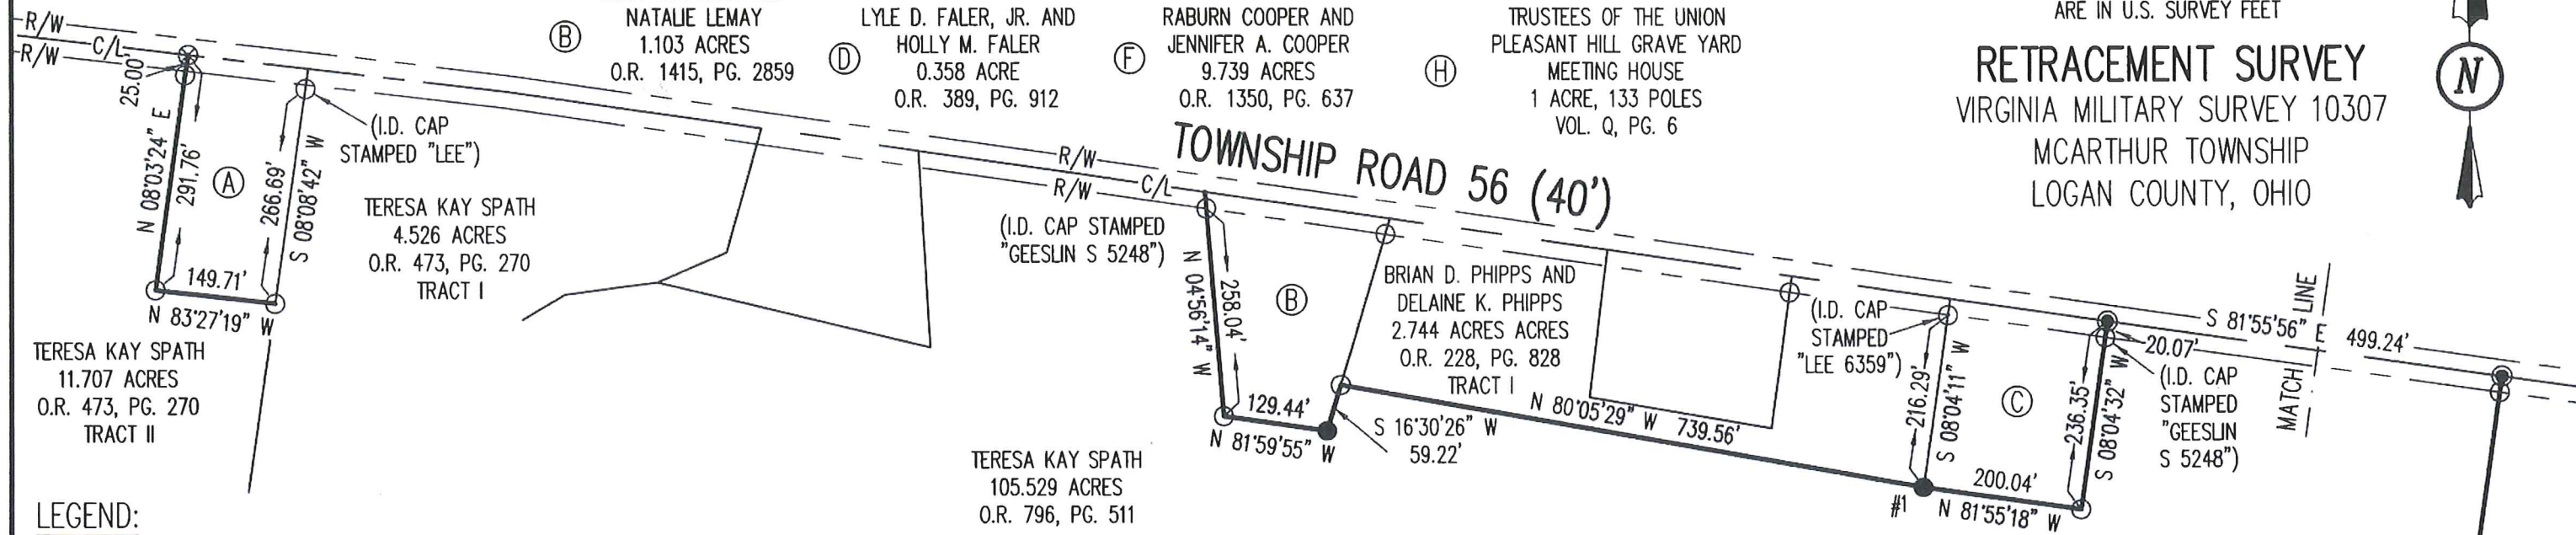 R/W
C/L
R/W
25.00'
N 08°03'24" E
291.76'
A
266.69'
S 08°08'42" W
149.71'
N 83°27'19" W
(I.D. CAP
STAMPED "LEE")
TERESA KAY SPATH
4.526 ACRES
O.R. 473, PG. 270
TRACT I
TERESA KAY SPATH
11.707 ACRES
O.R. 473, PG. 270
TRACT II
LEGEND:
B
NATALIE LEMAY
1.103 ACRES
O.R. 1415, PG. 2859
D
LYLE D. FALER, JR. AND
HOLLY M. FALER
0.358 ACRE
O.R. 389, PG. 912
F
RABURN COOPER AND
JENNIFER A. COOPER
9.739 ACRES
O.R. 1350, PG. 637
H
TRUSTEES OF THE UNION
PLEASANT HILL GRAVE YARD
MEETING HOUSE
1 ACRE, 133 POLES
VOL. Q, PG. 6
ARE IN U.S. SURVEY FEET
RETRACEMENT SURVEY
VIRGINIA MILITARY SURVEY 10307
MCARTHUR TOWNSHIP
LOGAN COUNTY, OHIO
N
R/W
R/W
C/L
TOWNSHIP ROAD 56 (40')
(I.D. CAP STAMPED
"GEESLIN S 5248")
N 04°56'14" W
258.04'
B
129.44'
N 81°59'55" W
S 16°30'26" W
59.22'
BRIAN D. PHIPPS AND
DELAINE K. PHIPPS
2.744 ACRES ACRES
O.R. 228, PG. 828
TRACT I
N 80°05'29" W 739.56'
TERESA KAY SPATH
105.529 ACRES
O.R. 796, PG. 511
(I.D. CAP
STAMPED
"LEE 6359")
216.29'
S 08°04'11" W
C
236.35'
S 08°04'32" W
200.04'
#1
N 81°55'18" W
20.07'
(I.D. CAP
STAMPED
"GEESLIN
S 5248")
MATCH LINE
S 81°55'56" E 499.24'